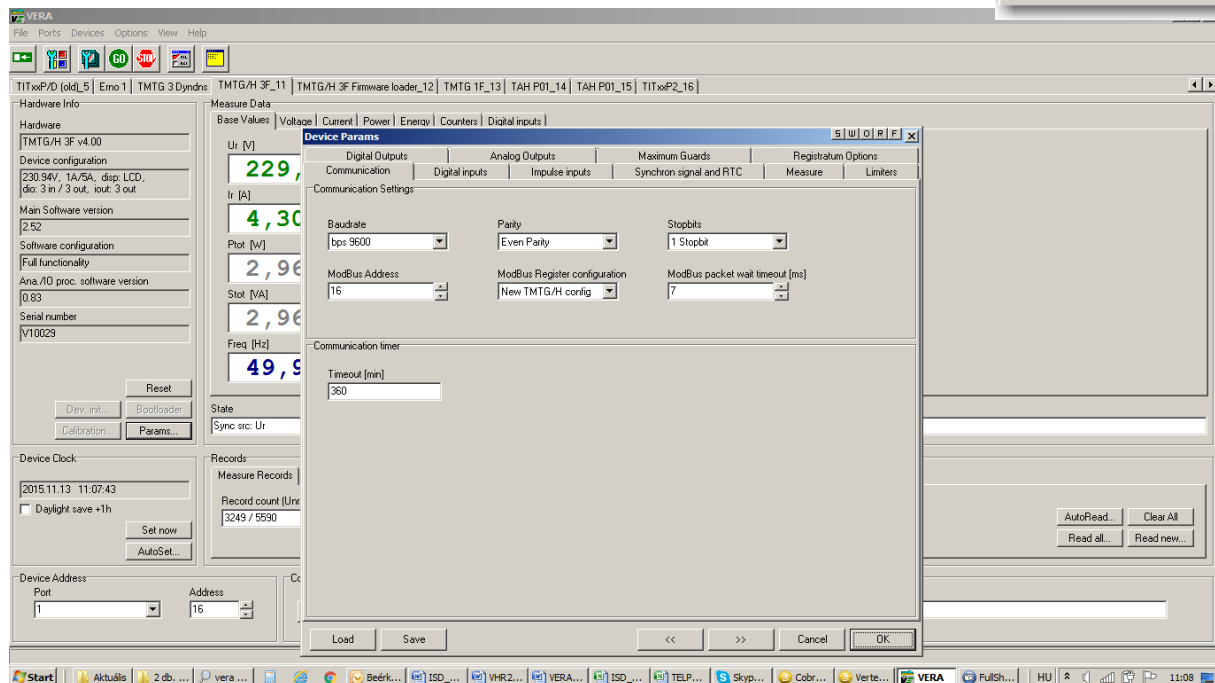 VERA
File Ports Devices Options View Help
GO STOP
TITxxP/D (old)_5 Erno 1 TMTG 3 Dyndns TMTG/H 3F_11 TMTG/H 3F Firmware loader_12 TMTG 1F_13 TAH P01_14 TAH P01_15 TITxxP2_16
Hardware Info
Hardware
TMTG/H 3F v4.00
Device configuration
230.94V, 1A/5A, disp: LCD,
dio: 3 in / 3 out, iout: 3 out
Main Software version
2.52
Software configuration
Full functionality
Ana./IO proc. software version
0.83
Serial number
V10029
Reset
Dev. init... Bootloader
Calibration... Params...
Measure Data
Base Values Voltage Current Power Energy Counters Digital inputs
Ur [V]
229,
Ir [A]
4,30
Ptot [W]
2,96
Stot [VA]
2,96
Freq [Hz]
49,9
State
Sync src: Ur
Device Params
S W O R F X
Digital Outputs Analog Outputs Maximum Guards Registratum Options
Communication Digital inputs Impulse inputs Synchron signal and RTC Measure Limiters
Communication Settings
Baudrate Parity Stopbits
bps 9600 Even Parity 1 Stopbit
ModBus Address ModBus Register configuration ModBus packet wait timeout [ms]
16 New TMTG/H config 7
Communication timer
Timeout [min]
360
Load Save << >> Cancel OK
Device Clock
2015.11.13 11:07:43
Daylight save +1h
Set now
AutoSet...
Records
Measure Records
Record count (Unr
3249 / 5590
AutoRead... Clear All
Read all... Read new...
Device Address
Port Address
1 16
Co
Start Aktuális 2 db. ... vera ... Beérk... ISD_... VHR2... VERA... ISD_... TELP... Skyp... Cobr... Verte... VERA FullSh... HU 11:08